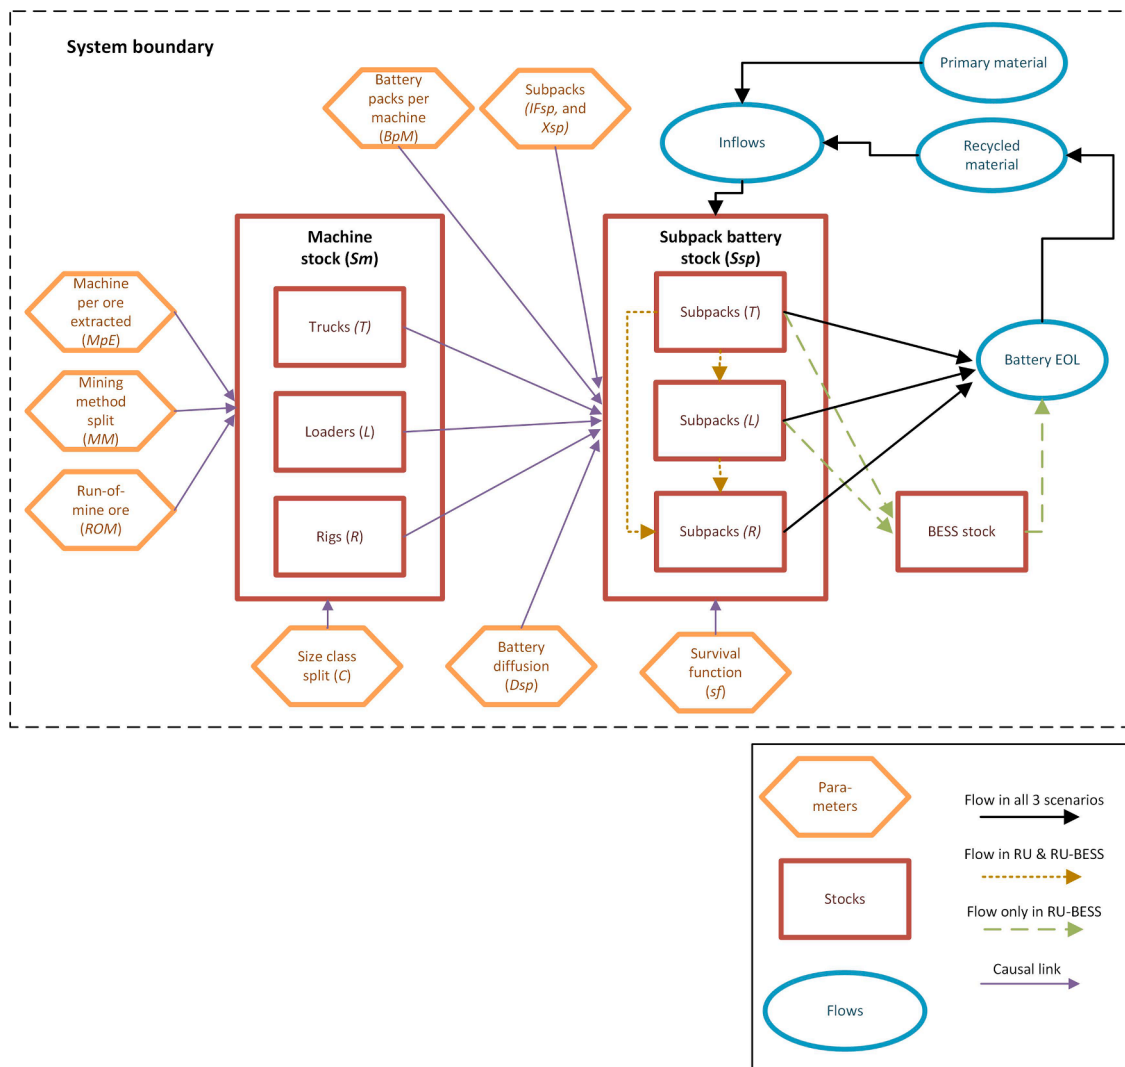 System boundary
Battery
packs per
machine
(BpM)
Subpacks
(IFsp, and
Xsp)
Primary material
Inflows
Recycled
material
Machine
stock (Sm)
Subpack battery
stock (Ssp)
Machine
per ore
extracted
(MpE)
Trucks (T)
Subpacks (T)
Battery EOL
Mining
method split
(MM)
Loaders (L)
Subpacks (L)
Run-of-
mine ore
(ROM)
Rigs (R)
Subpacks (R)
BESS stock
Size class
split (C)
Battery
diffusion
(Dsp)
Survival
function
(sf)
Para-
meters
Flow in all 3 scenarios
Flow in RU & RU-BESS
Stocks
Flow only in RU-BESS
Causal link
Flows